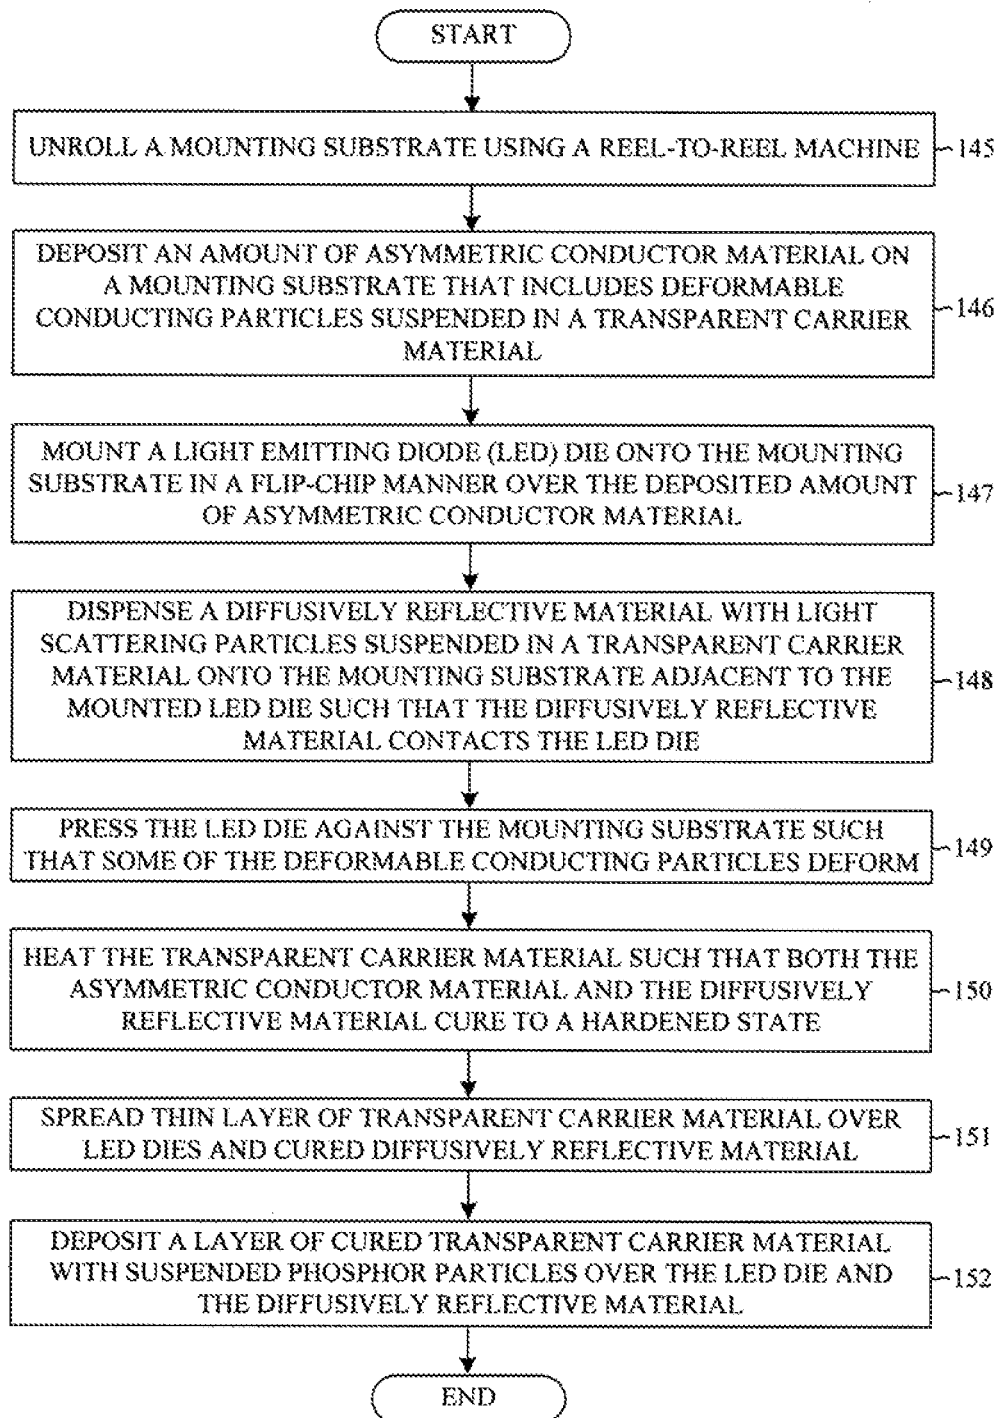 START
UNROLL A MOUNTING SUBSTRATE USING A REEL-TO-REEL MACHINE
145
DEPOSIT AN AMOUNT OF ASYMMETRIC CONDUCTOR MATERIAL ON
A MOUNTING SUBSTRATE THAT INCLUDES DEFORMABLE
CONDUCTING PARTICLES SUSPENDED IN A TRANSPARENT CARRIER
MATERIAL
146
MOUNT A LIGHT EMITTING DIODE (LED) DIE ONTO THE MOUNTING
SUBSTRATE IN A FLIP-CHIP MANNER OVER THE DEPOSITED AMOUNT
OF ASYMMETRIC CONDUCTOR MATERIAL
147
DISPENSE A DIFFUSIVELY REFLECTIVE MATERIAL WITH LIGHT
SCATTERING PARTICLES SUSPENDED IN A TRANSPARENT CARRIER
MATERIAL ONTO THE MOUNTING SUBSTRATE ADJACENT TO THE
MOUNTED LED DIE SUCH THAT THE DIFFUSIVELY REFLECTIVE
MATERIAL CONTACTS THE LED DIE
148
PRESS THE LED DIE AGAINST THE MOUNTING SUBSTRATE SUCH
THAT SOME OF THE DEFORMABLE CONDUCTING PARTICLES DEFORM
149
HEAT THE TRANSPARENT CARRIER MATERIAL SUCH THAT BOTH THE
ASYMMETRIC CONDUCTOR MATERIAL AND THE DIFFUSIVELY
REFLECTIVE MATERIAL CURE TO A HARDENED STATE
150
SPREAD THIN LAYER OF TRANSPARENT CARRIER MATERIAL OVER
LED DIES AND CURED DIFFUSIVELY REFLECTIVE MATERIAL
151
DEPOSIT A LAYER OF CURED TRANSPARENT CARRIER MATERIAL
WITH SUSPENDED PHOSPHOR PARTICLES OVER THE LED DIE AND
THE DIFFUSIVELY REFLECTIVE MATERIAL
152
END